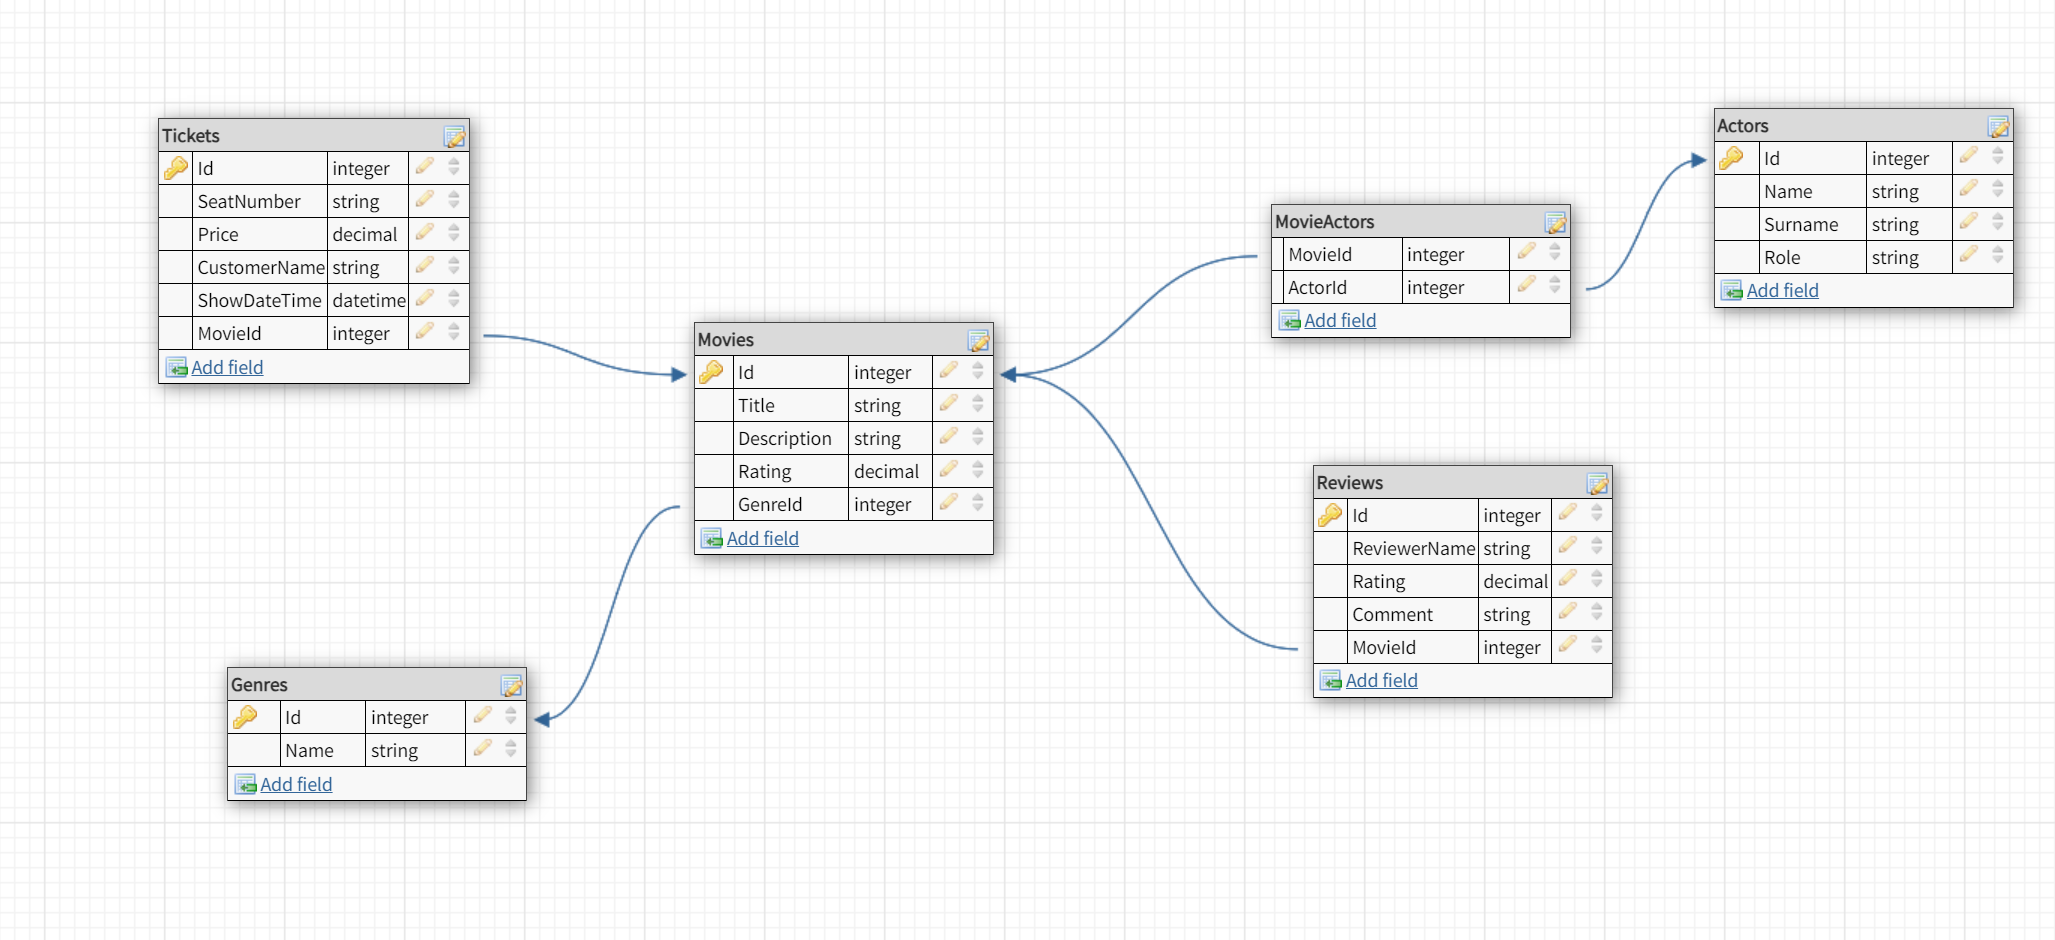 Tickets
Id integer
SeatNumber string
Price decimal
CustomerName string
ShowDateTime datetime
MovieId integer
Add field
Movies
Id integer
Title string
Description string
Rating decimal
GenreId integer
Add field
Genres
Id integer
Name string
Add field
MovieActors
MovieId integer
ActorId integer
Add field
Actors
Id integer
Name string
Surname string
Role string
Add field
Reviews
Id integer
ReviewerName string
Rating decimal
Comment string
MovieId integer
Add field